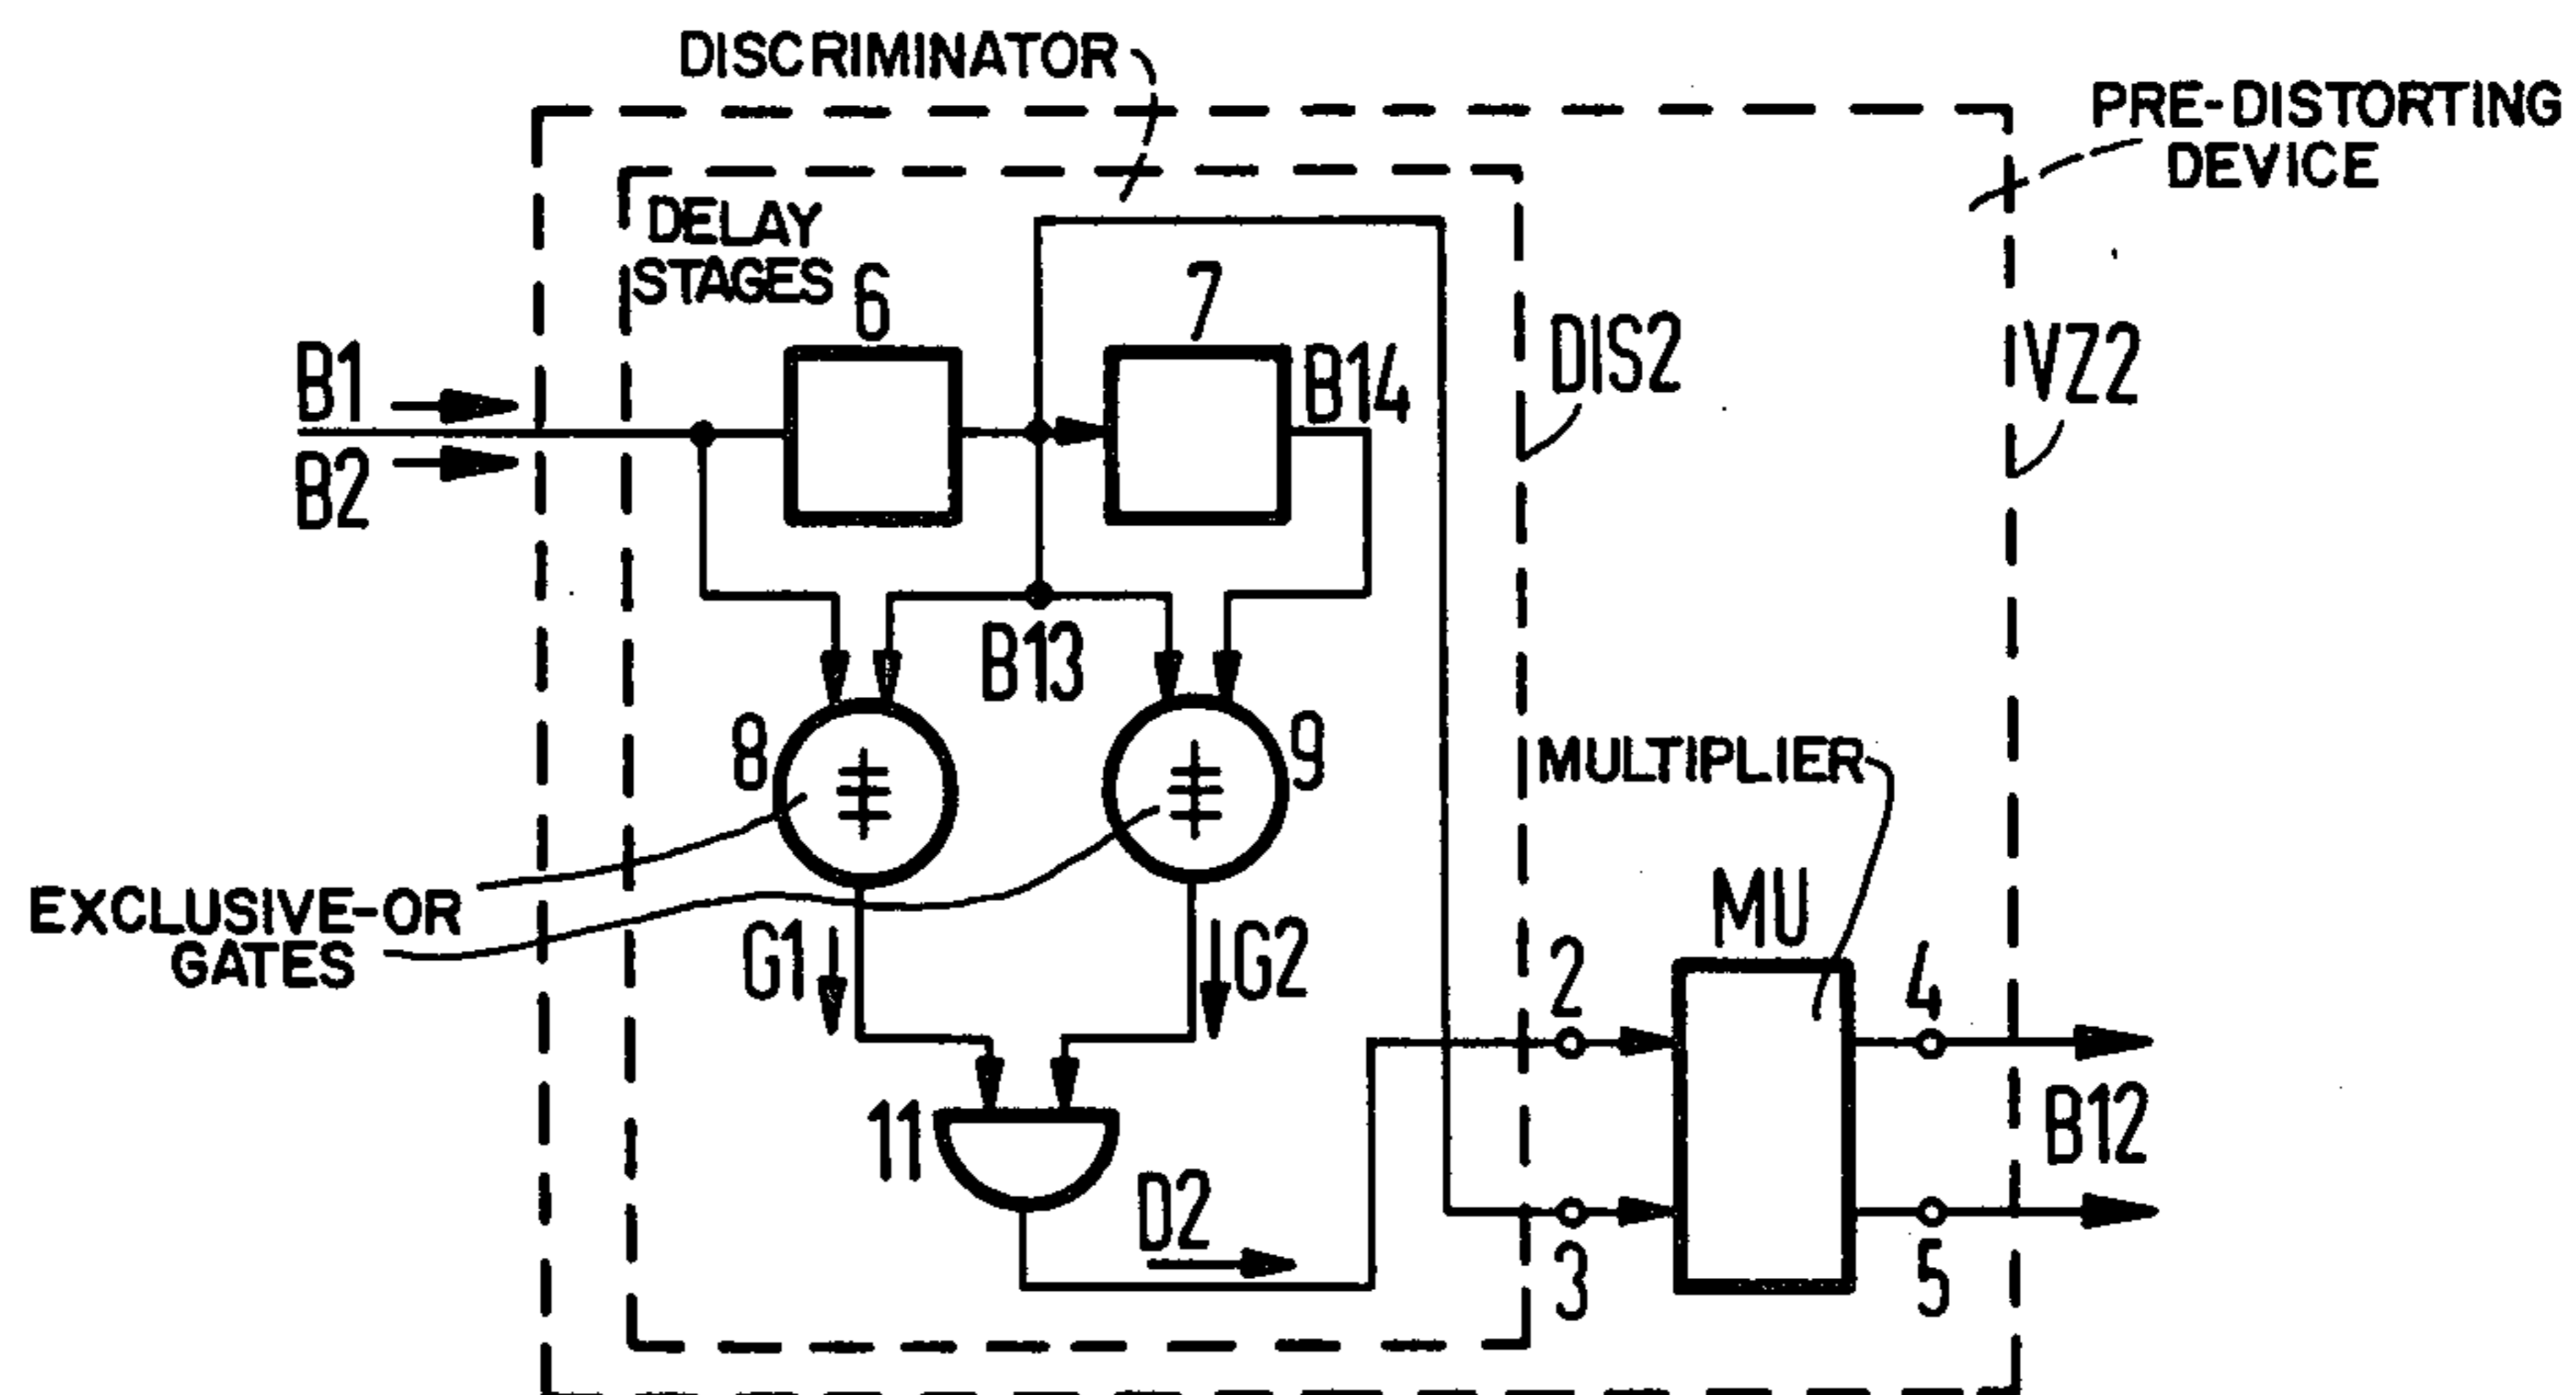 DISCRIMINATOR
PRE-DISTORTING
DEVICE
DELAY
STAGES
6
7
B1
B2
B14
DIS2
VZ2
B13
8
9
MULTIPLIER
EXCLUSIVE-OR
GATES
G1
G2
MU
2
4
11
D2
B12
3
5